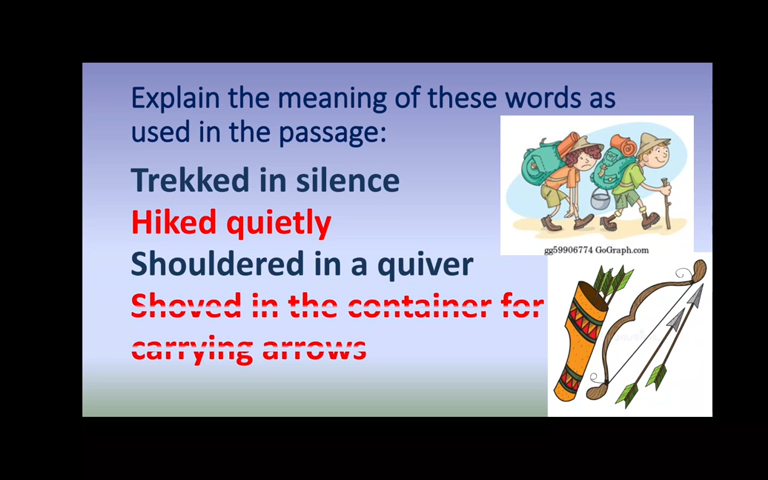 Explain the meaning of these words as
used in the passage:
Trekked in silence
Hiked quietly
gg59906774 GoGraph.com
Shouldered in a quiver
Shoved in the container for
carrying arrows